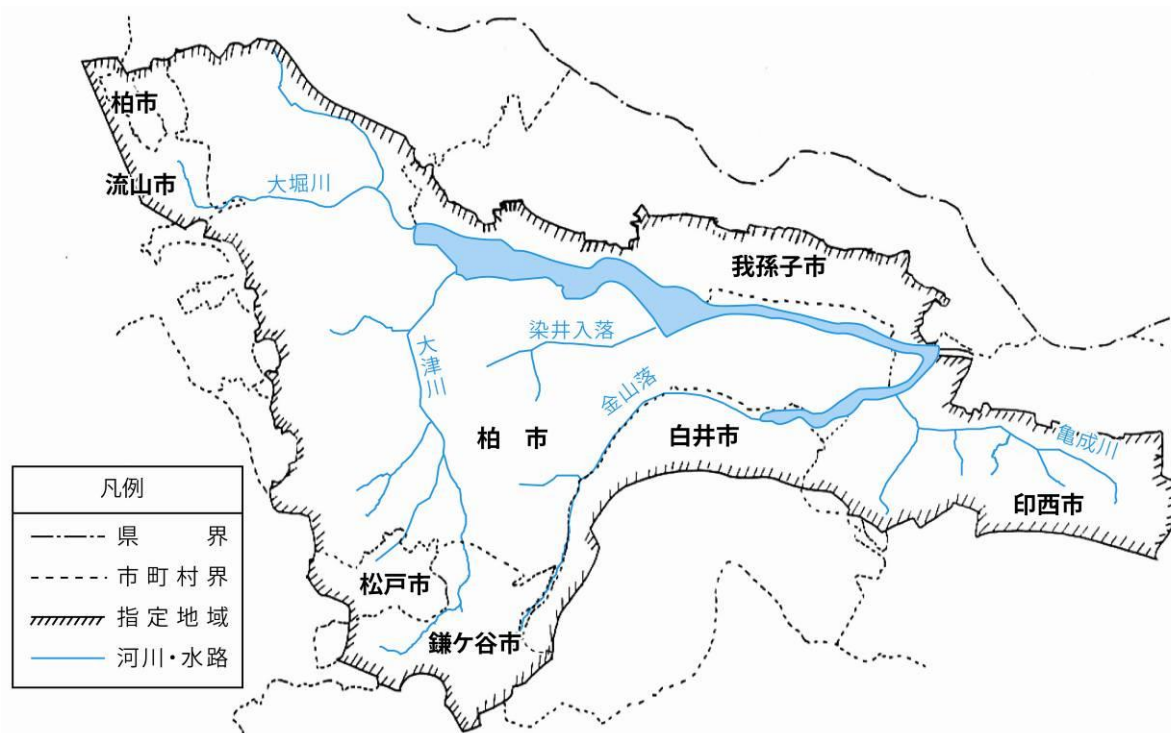 柏市
流山市
大堀川
我孫子市
染井入落
大津川
金山落
柏 市
白井市
亀成川
印西市
松戸市
鎌ケ谷市
凡例
県 界
市町村界
指定地域
河川・水路